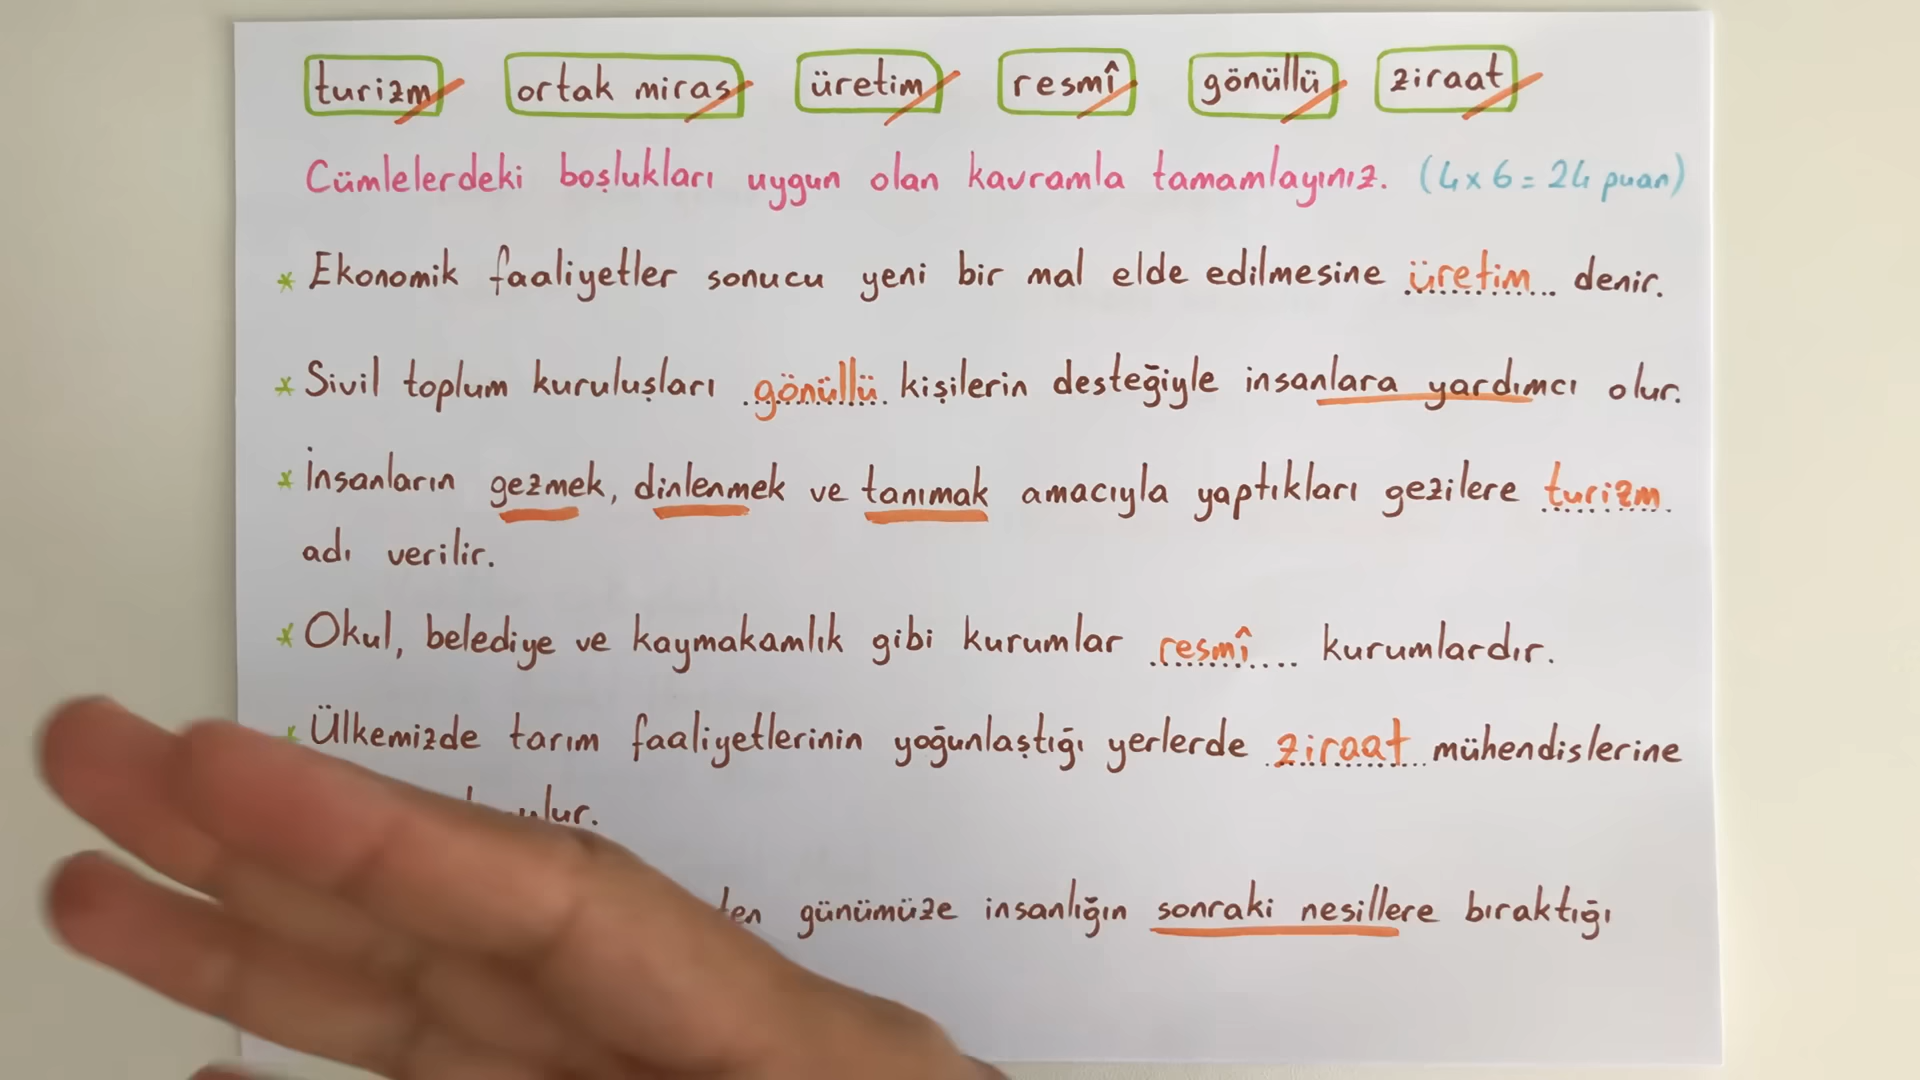 turizm ortak miras üretim resmî gönüllü ziraat
Cümlelerdeki boşlukları uygun olan kavramla tamamlayınız. (4x6=24 puan)
* Ekonomik faaliyetler sonucu yeni bir mal elde edilmesine üretim... denir.
* Sivil toplum kuruluşları gönüllü kişilerin desteğiyle insanlara yardımcı olur.
* İnsanların gezmek, dinlenmek ve tanımak amacıyla yaptıkları gezilere turizm
adı verilir.
* Okul, belediye ve kaymakamlık gibi kurumlar resmî.... kurumlardır.
* Ülkemizde tarım faaliyetlerinin yoğunlaştığı yerlerde ziraat mühendislerine
günümüze insanlığın sonraki nesillere bıraktığı